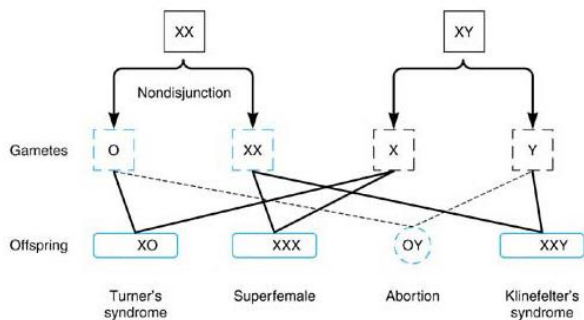 XX XY
Nondisjunction
Gametes O XX X Y
Offspring XO XXX OY XXY
Turner's syndrome
Superfemale
Abortion
Klinefelter's syndrome